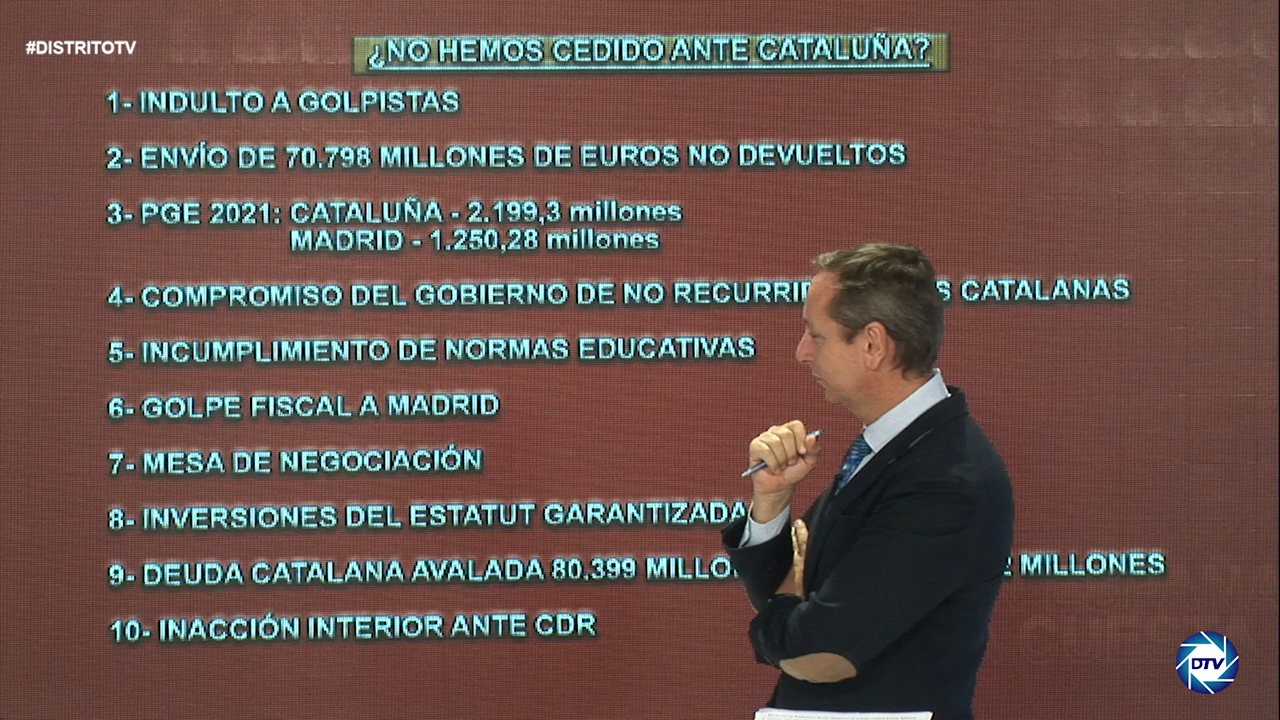 #DISTRITOTV
¿NO HEMOS CEDIDO ANTE CATALUÑA?
1- INDULTO A GOLPISTAS
2- ENVÍO DE 70.798 MILLONES DE EUROS NO DEVUELTOS
3- PGE 2021: CATALUÑA - 2.199,3 millones
MADRID - 1.250,28 millones
4- COMPROMISO DEL GOBIERNO DE NO CATALANAS
5- INCUMPLIMIENTO DE NORMAS EDUCATIVAS
6- GOLPE FISCAL A MADRID
7- MESA DE NEGOCIACIÓN
8- INVERSIONES DEL ESTATUT
9- DEUDA CATALANA AVALADA 80.399 MILLONES
10- INACCIÓN INTERIOR ANTE CDR
DTV